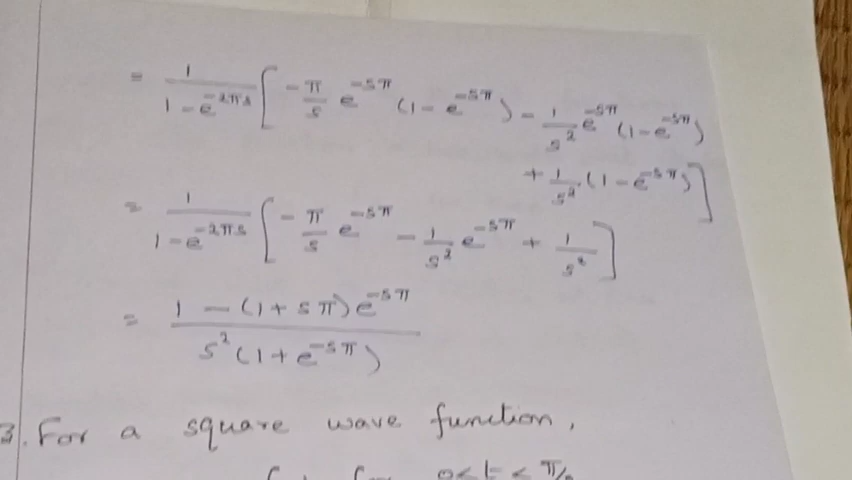 = 1/(1-e^{-2πs}) [ -π/s e^{-sπ} (1-e^{-sπ}) - 1/s² e^{-sπ} (1-e^{-sπ})
+ 1/s² (1-e^{-sπ}) ]
= 1/(1-e^{-2πs}) [ -π/s e^{-sπ} - 1/s² e^{-sπ} + 1/s² ]
= (1-(1+sπ)e^{-sπ}) / (s²(1+e^{-sπ}))
3. For a square wave function,
0<t<π/